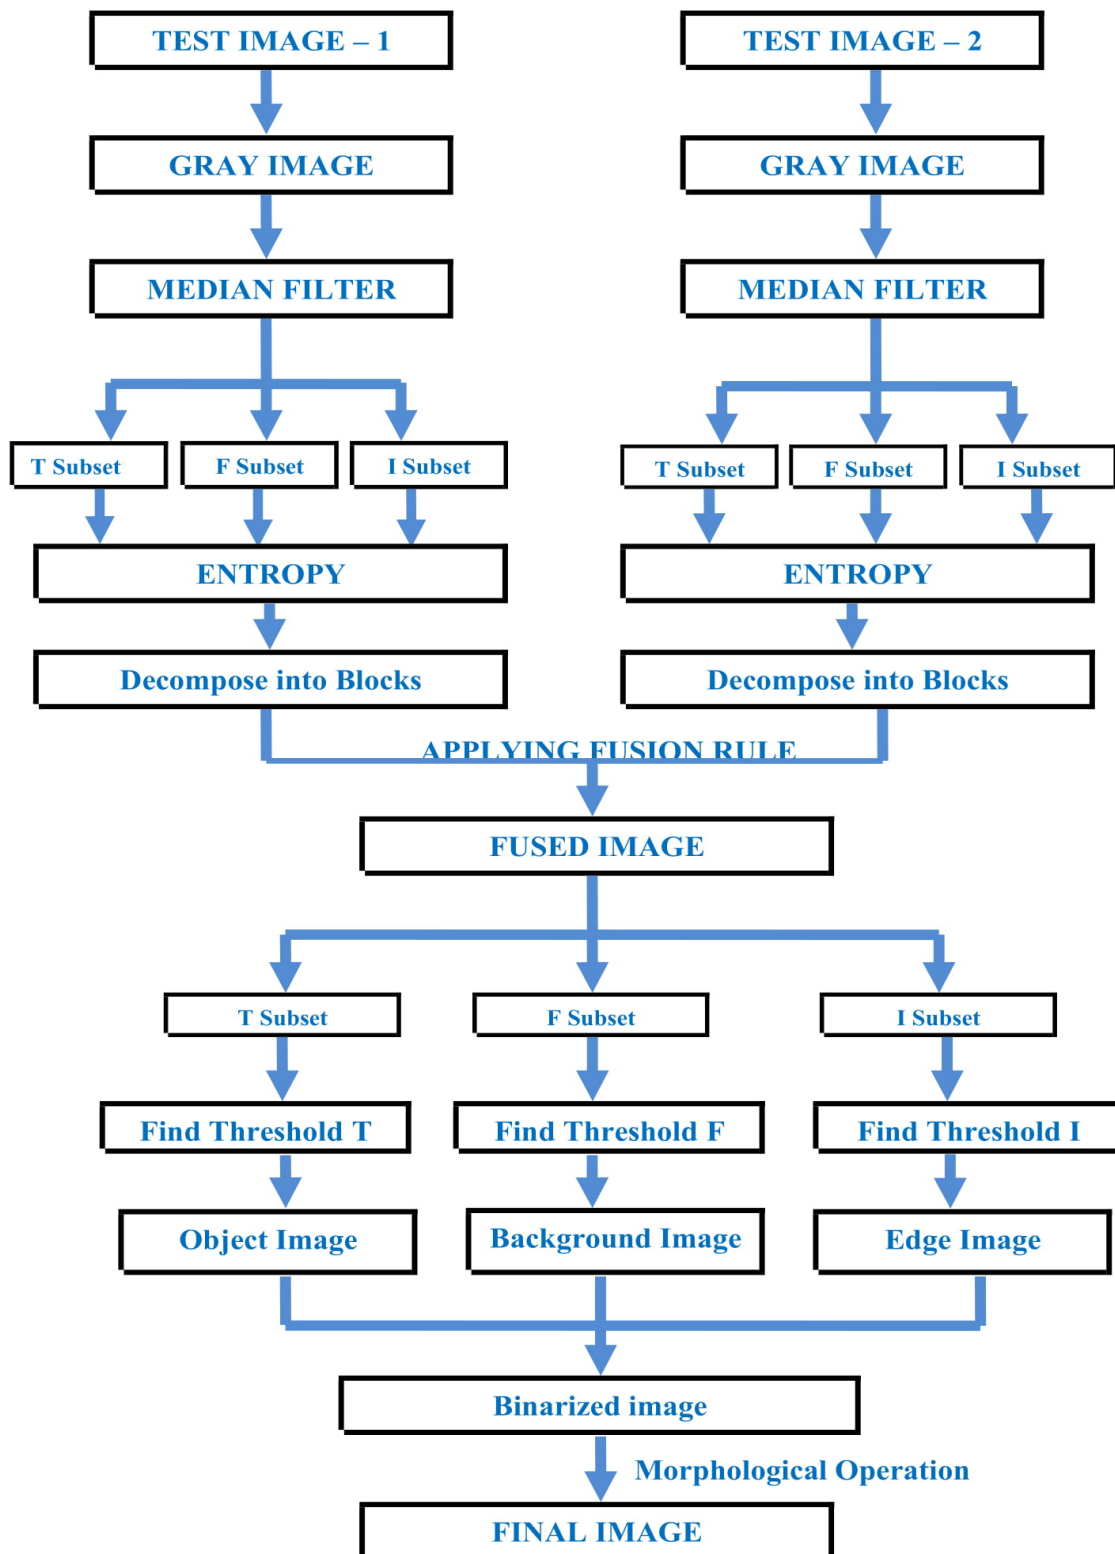 TEST IMAGE – 1
TEST IMAGE – 2
GRAY IMAGE
GRAY IMAGE
MEDIAN FILTER
MEDIAN FILTER
T Subset
F Subset
I Subset
T Subset
F Subset
I Subset
ENTROPY
ENTROPY
Decompose into Blocks
Decompose into Blocks
APPLYING FUSION RULE
FUSED IMAGE
T Subset
F Subset
I Subset
Find Threshold T
Find Threshold F
Find Threshold I
Object Image
Background Image
Edge Image
Binarized image
Morphological Operation
FINAL IMAGE